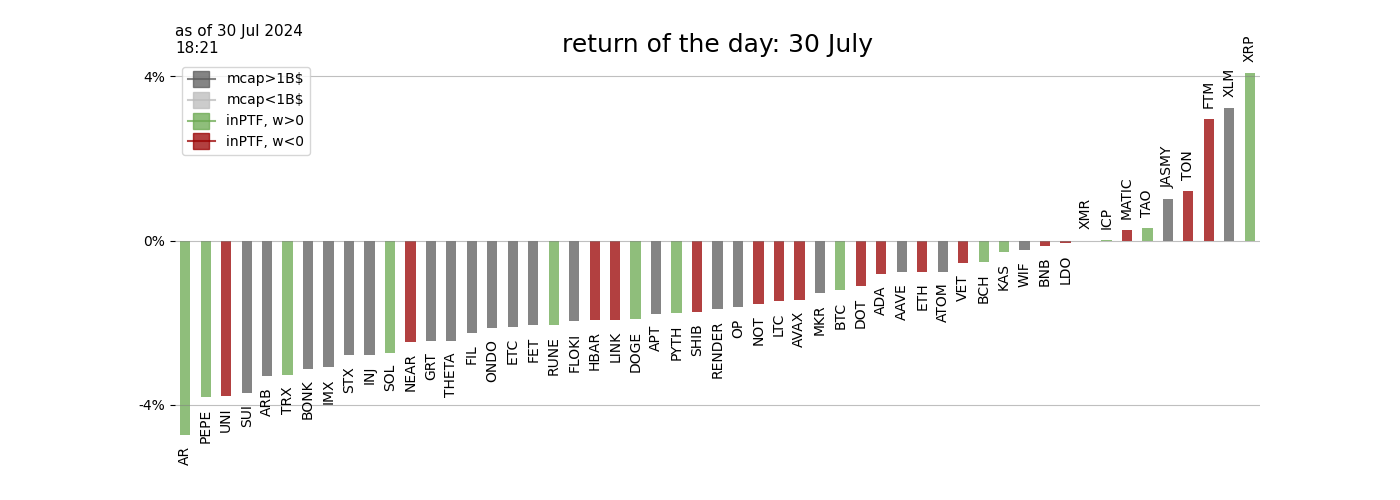 as of 30 Jul 2024
18:21
return of the day: 30 July
mcap>1B$
mcap<1B$
inPTF, w>0
inPTF, w<0
4%
0%
-4%
AR
PEPE
UNI
SUI
ARB
TRX
BONK
IMX
STX
INJ
SOL
NEAR
GRT
THETA
FIL
ONDO
ETC
FET
RUNE
FLOKI
HBAR
LINK
DOGE
APT
PYTH
SHIB
RENDER
OP
NOT
LTC
AVAX
MKR
BTC
DOT
ADA
AAVE
ETH
ATOM
VET
BCH
KAS
WIF
BNB
LDO
XMR
ICP
MATIC
TAO
JASMY
TON
FTM
XLM
XRP